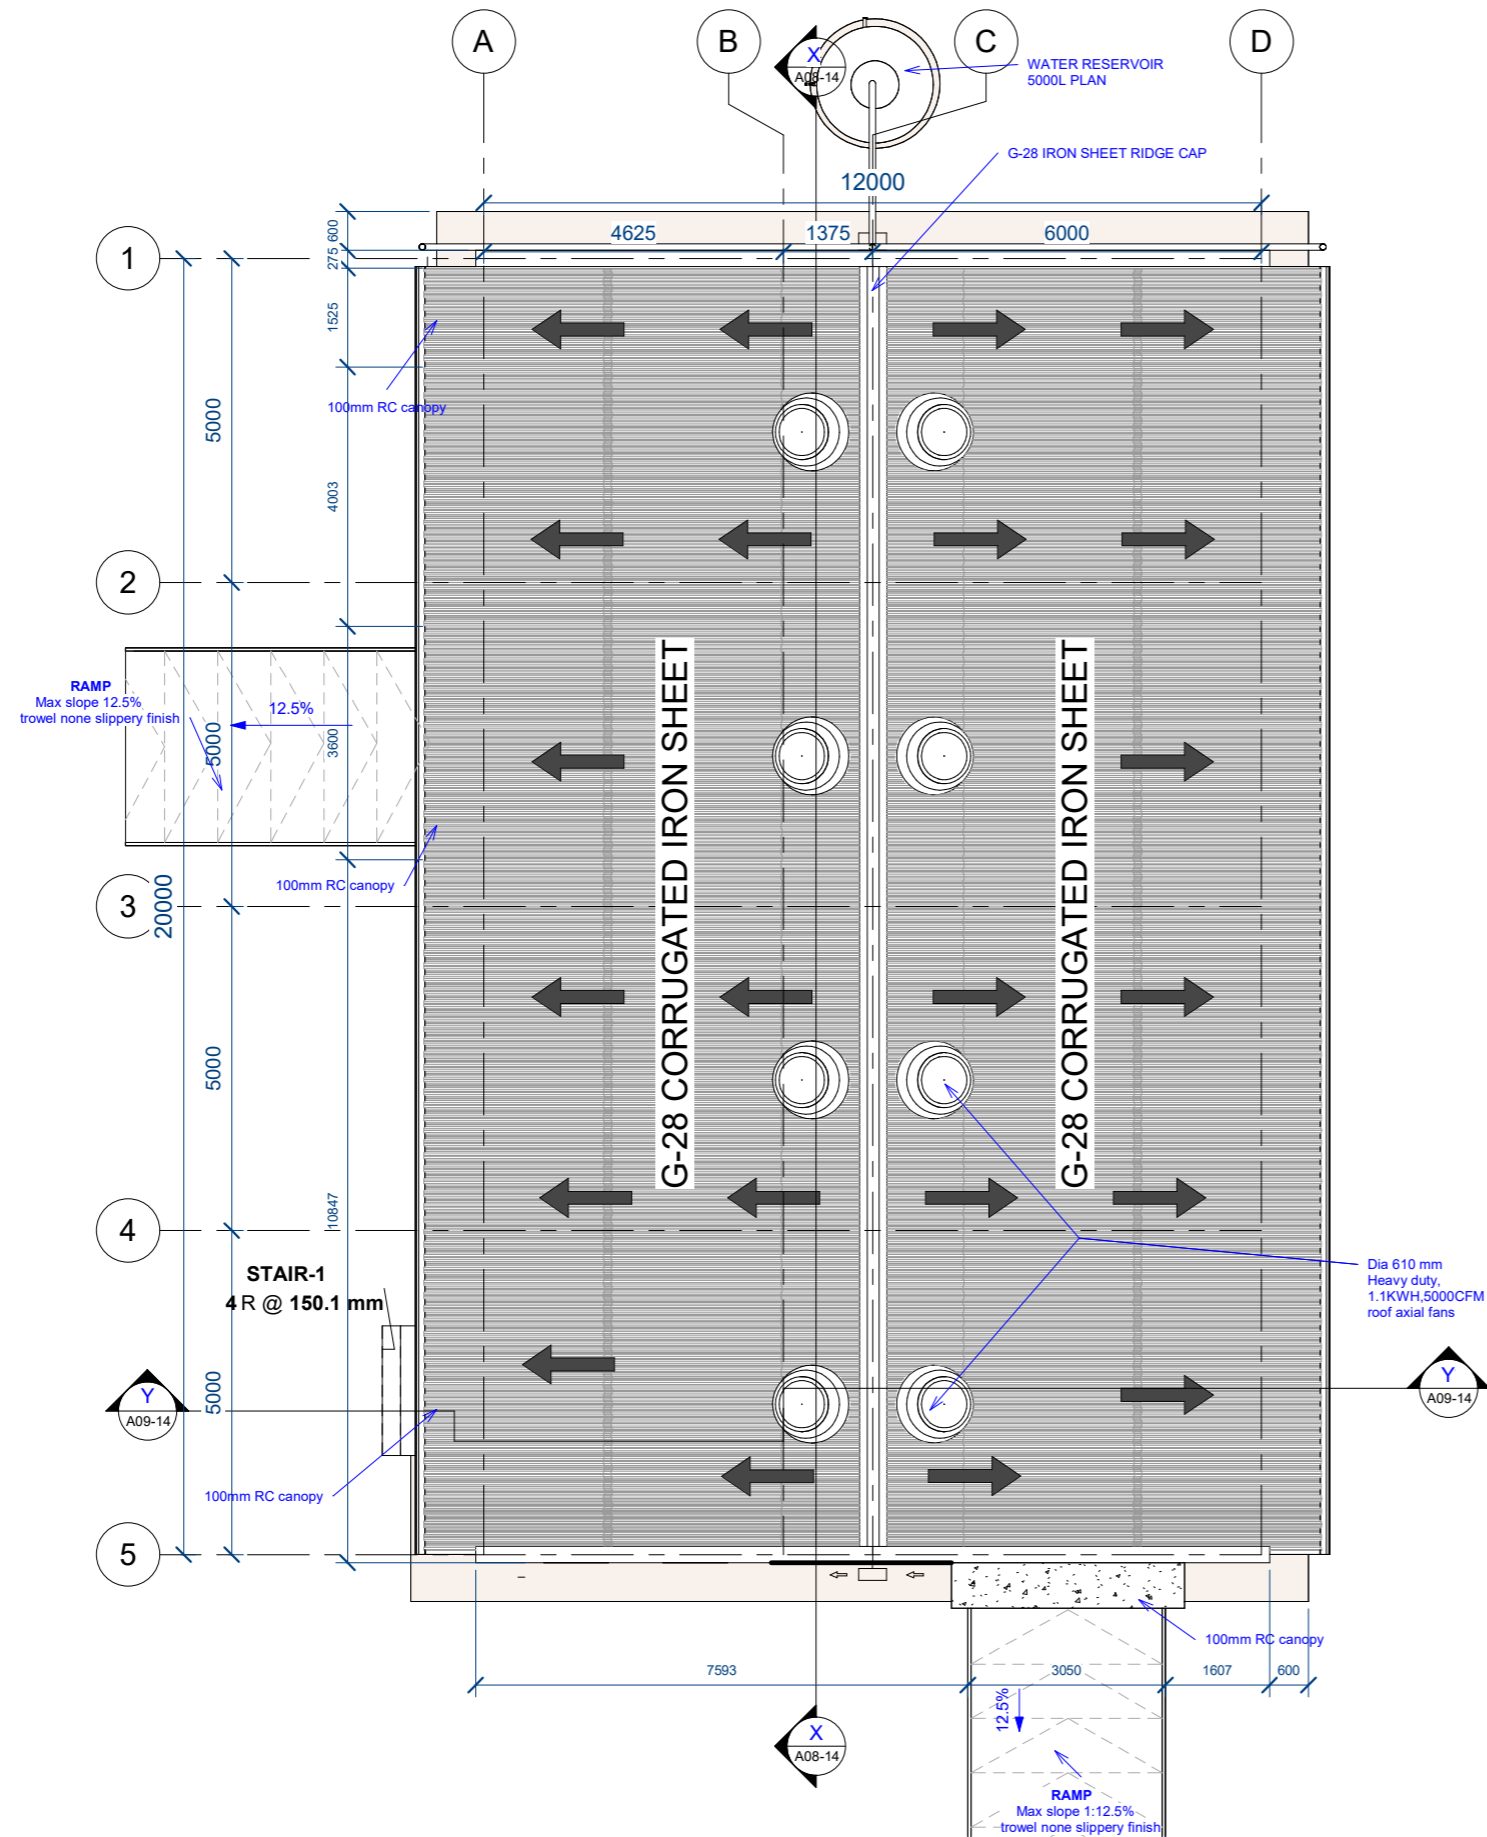 A
B
C
D
X
A08-14
WATER RESERVOIR
5000L PLAN
G-28 IRON SHEET RIDGE CAP
12000
4625
1375
6000
600
275
1
1525
5000
100mm RC canopy
4003
2
RAMP
Max slope 12.5%
trowel none slippery finish
12.5%
5000
3600
G-28 CORRUGATED IRON SHEET
G-28 CORRUGATED IRON SHEET
100mm RC canopy
3
20000
5000
10847
4
STAIR-1
4 R @ 150.1 mm
Dia 610 mm
Heavy duty,
1.1KWH,5000CFM
roof axial fans
Y
A09-14
5000
Y
A09-14
100mm RC canopy
5
100mm RC canopy
7593
3050
1607
600
12.5%
X
A08-14
RAMP
Max slope 1:12.5%
trowel none slippery finish